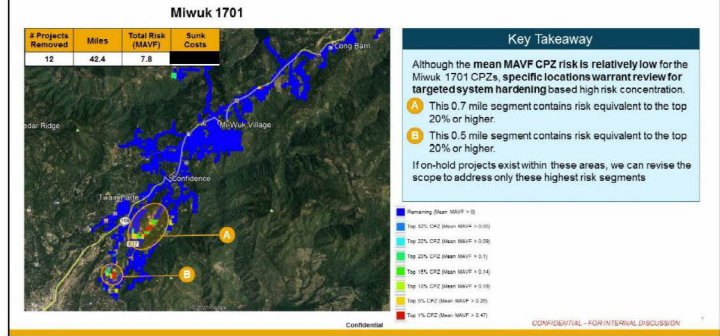 Miwuk 1701
# Projects Removed
Miles
Total Risk (MAVF)
Sunk Costs
12
42.4
7.8
Long Barn
edar Ridge
Mi-Wuk Village
Confidence
Twain Harte
A
B
Key Takeaway
Although the mean MAVF CPZ risk is relatively low for the
Miwuk 1701 CPZs, specific locations warrant review for
targeted system hardening based high risk concentration.
A This 0.7 mile segment contains risk equivalent to the top
20% or higher.
B This 0.5 mile segment contains risk equivalent to the top
20% or higher.
If on-hold projects exist within these areas, we can revise the
scope to address only these highest risk segments
Remaining (Mean MAVF > 0)
(Mean MAVF > 0.05)
(Mean MAVF > 0.09)
Top 20% CPZ (Mean MAVF > 0.1)
Top 15% CPZ (Mean MAVF > 0.14)
Top 10% CPZ (Mean MAVF > 0.19)
Top 5% CPZ (Mean MAVF > 0.26)
Top 1% CPZ (Mean MAVF > 0.47)
Confidential
CONFIDENTIAL - FOR INTERNAL DISCUSSION